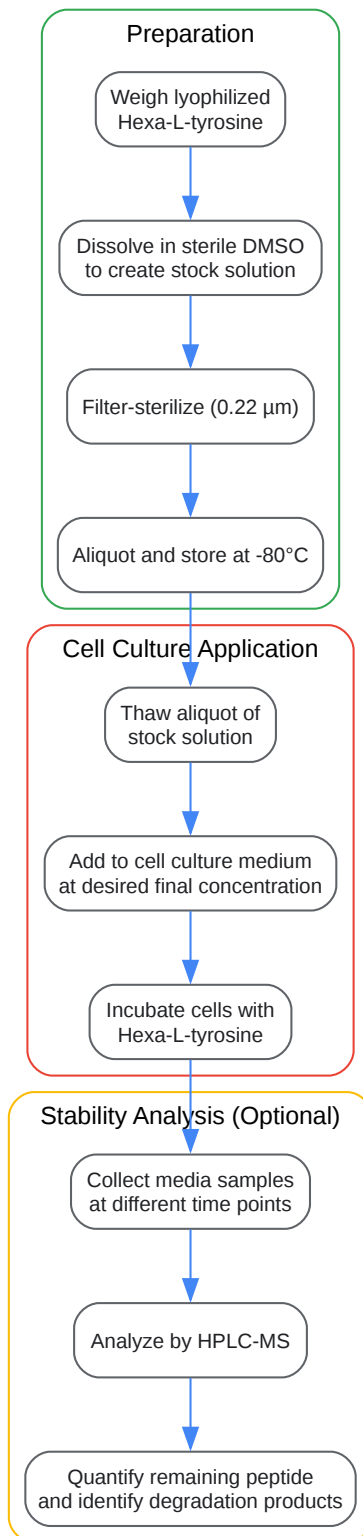 Preparation
Weigh lyophilized
Hexa-L-tyrosine
Dissolve in sterile DMSO
to create stock solution
Filter-sterilize (0.22 µm)
Aliquot and store at -80°C
Cell Culture Application
Thaw aliquot of
stock solution
Add to cell culture medium
at desired final concentration
Incubate cells with
Hexa-L-tyrosine
Stability Analysis (Optional)
Collect media samples
at different time points
Analyze by HPLC-MS
Quantify remaining peptide
and identify degradation products